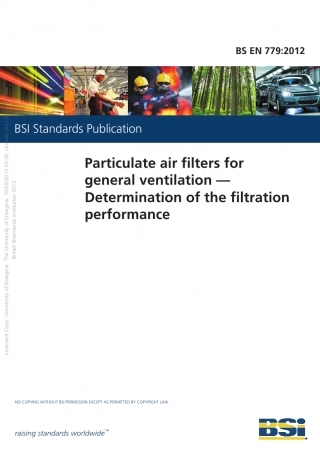 BS EN 779:2012
BSI Standards Publication
Particulate air filters for
general ventilation —
Determination of the filtration
performance
NO COPYING WITHOUT BSI PERMISSION EXCEPT AS PERMITTED BY COPYRIGHT LAW
raising standards worldwide™
BSi